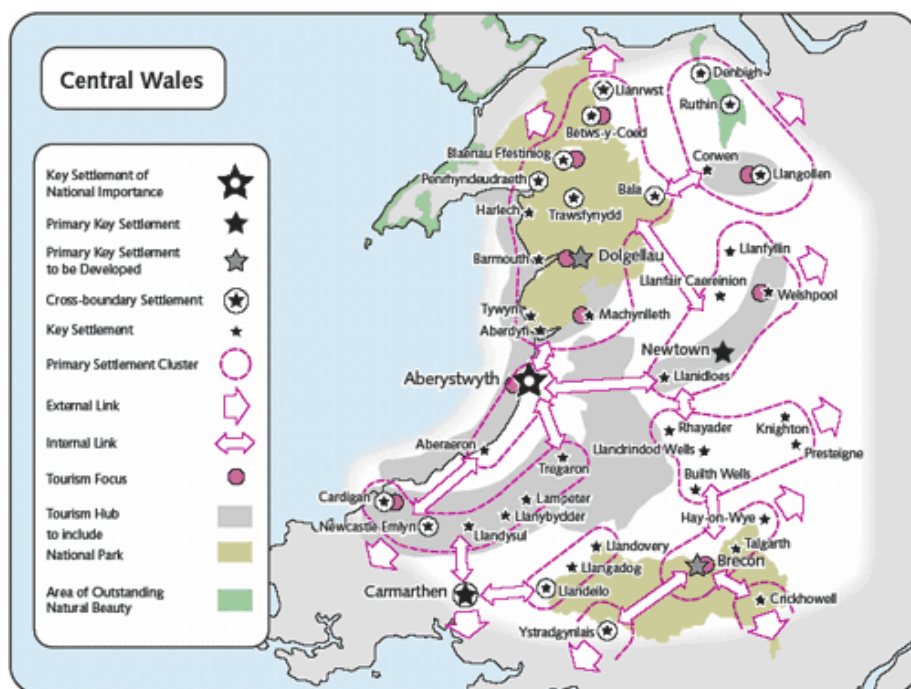 Central Wales
Key Settlement of
National Importance
Primary Key Settlement
Primary Key Settlement
to be Developed
Cross-boundary Settlement
Key Settlement
Primary Settlement Cluster
External Link
Internal Link
Tourism Focus
Tourism Hub
to include
National Park
Area of Outstanding
Natural Beauty
Denbigh
Llanrwst
Ruthin
Betws-y-Coed
Blaenau Ffestiniog
Corwen
Llangollen
Penrhyndeudraeth
Bala
Trawsfynydd
Harlech
Llanfyllin
Barmouth
Dolgellau
Llanfair Caereinion
Welshpool
Tywyn
Machynlleth
Aberdyfi
Newtown
Aberystwyth
Llanidloes
Rhayader
Knighton
Aberaeron
Llandrindod Wells
Presteigne
Tregaron
Builth Wells
Cardigan
Lampeter
Newcastle Emlyn
Llanybydder
Hay-on-Wye
Llandysul
Llandovery
Talgarth
Llangadog
Brecon
Carmarthen
Llandeilo
Crickhowell
Ystradgynlais